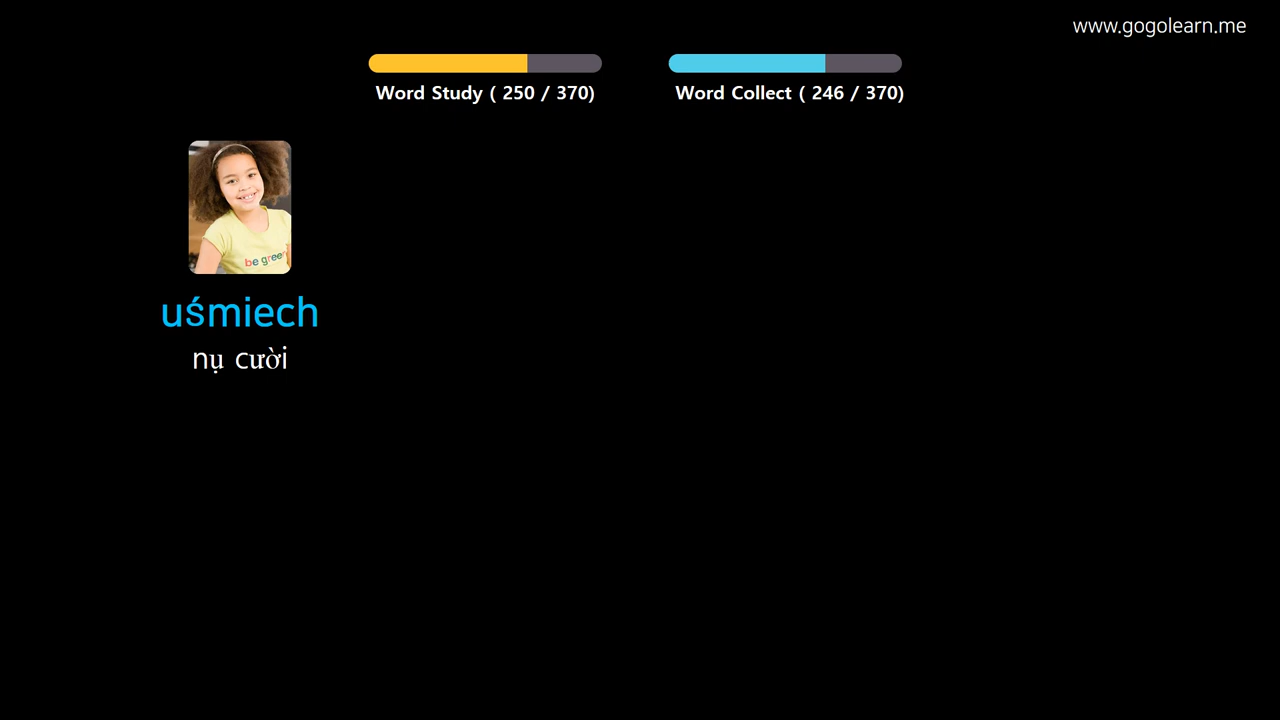 www.gogolearn.me
Word Study ( 250 / 370)
Word Collect ( 246 / 370)
be green
uśmiech
nụ cười